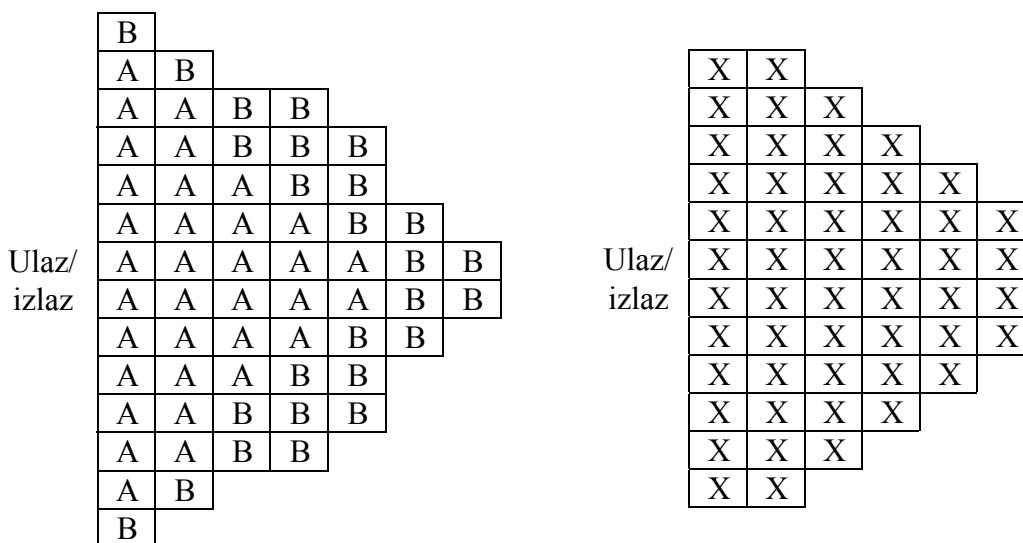 B
A B
A A B B
A A B B B
A A A B B
A A A A B B
Ulaz/ A A A A A B B
izlaz A A A A A B B
A A A A B B
A A A B B
A A B B B
A A B B
A B
B
X X
X X X
X X X X
X X X X X
X X X X X X
Ulaz/ X X X X X X
izlaz X X X X X X
X X X X X X
X X X X X
X X X X
X X X
X X